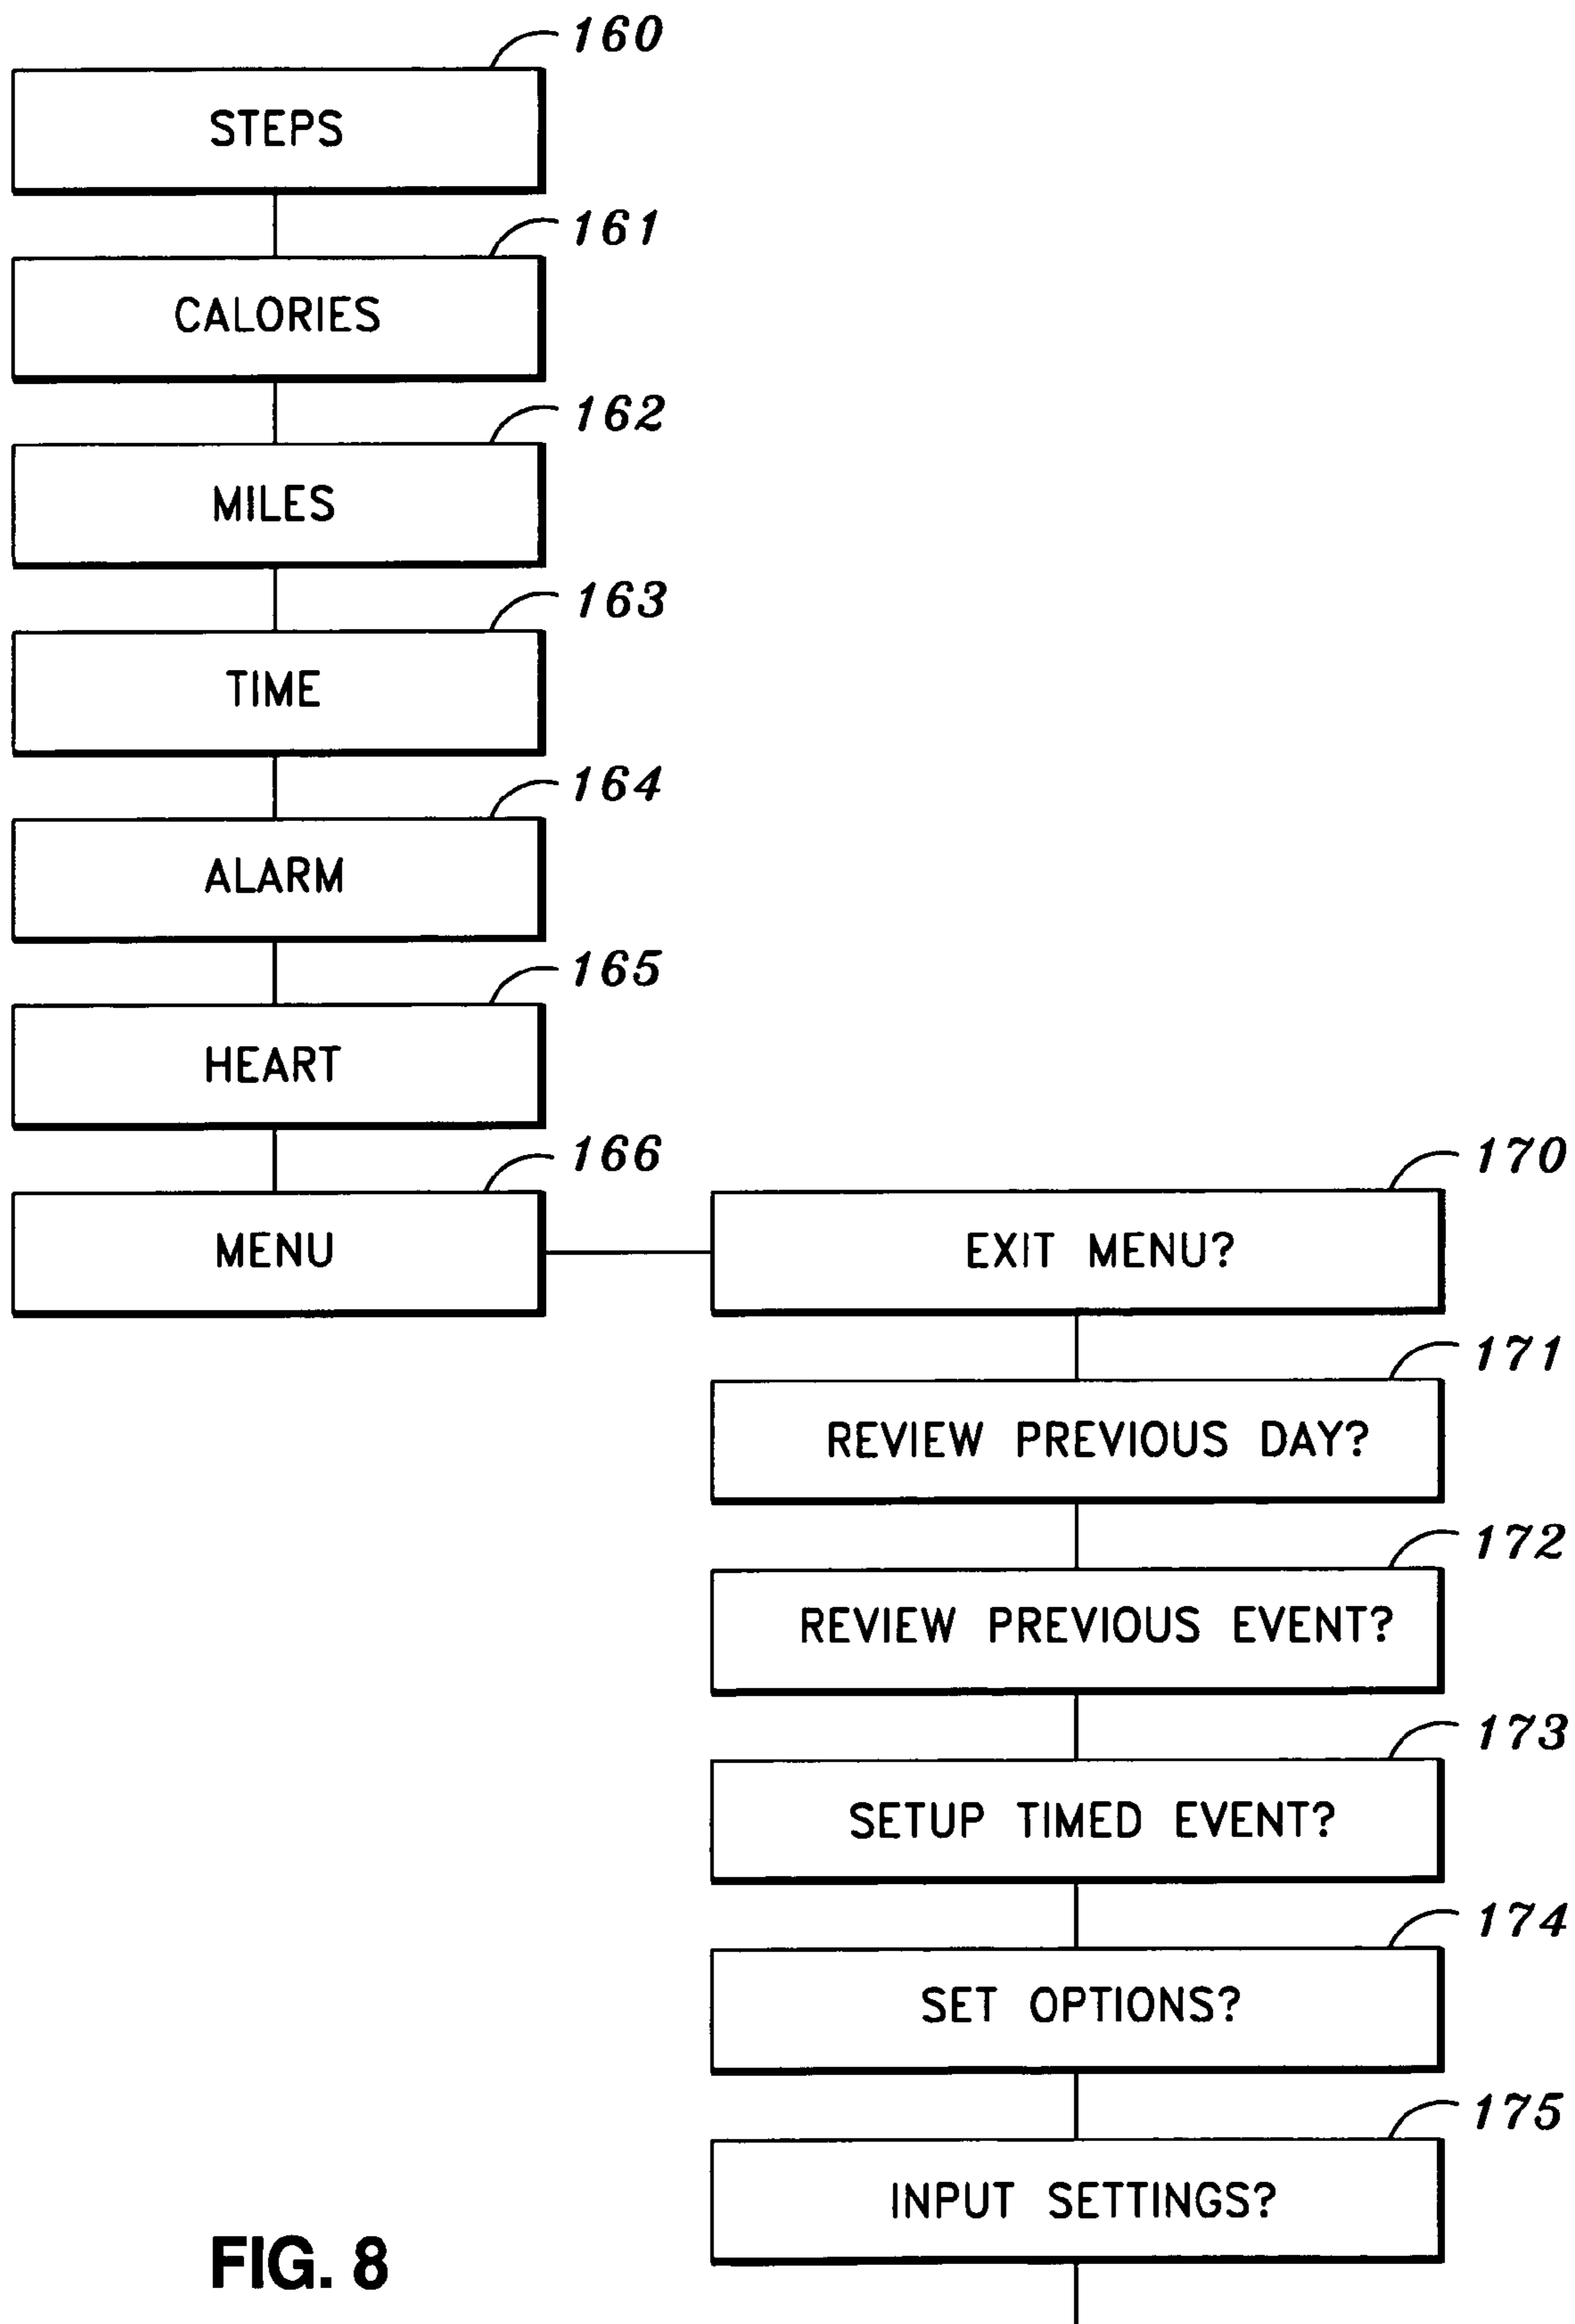 160
STEPS
161
CALORIES
162
MILES
163
TIME
164
ALARM
165
HEART
166
MENU
170
EXIT MENU?
171
REVIEW PREVIOUS DAY?
172
REVIEW PREVIOUS EVENT?
173
SETUP TIMED EVENT?
174
SET OPTIONS?
175
INPUT SETTINGS?
FIG. 8